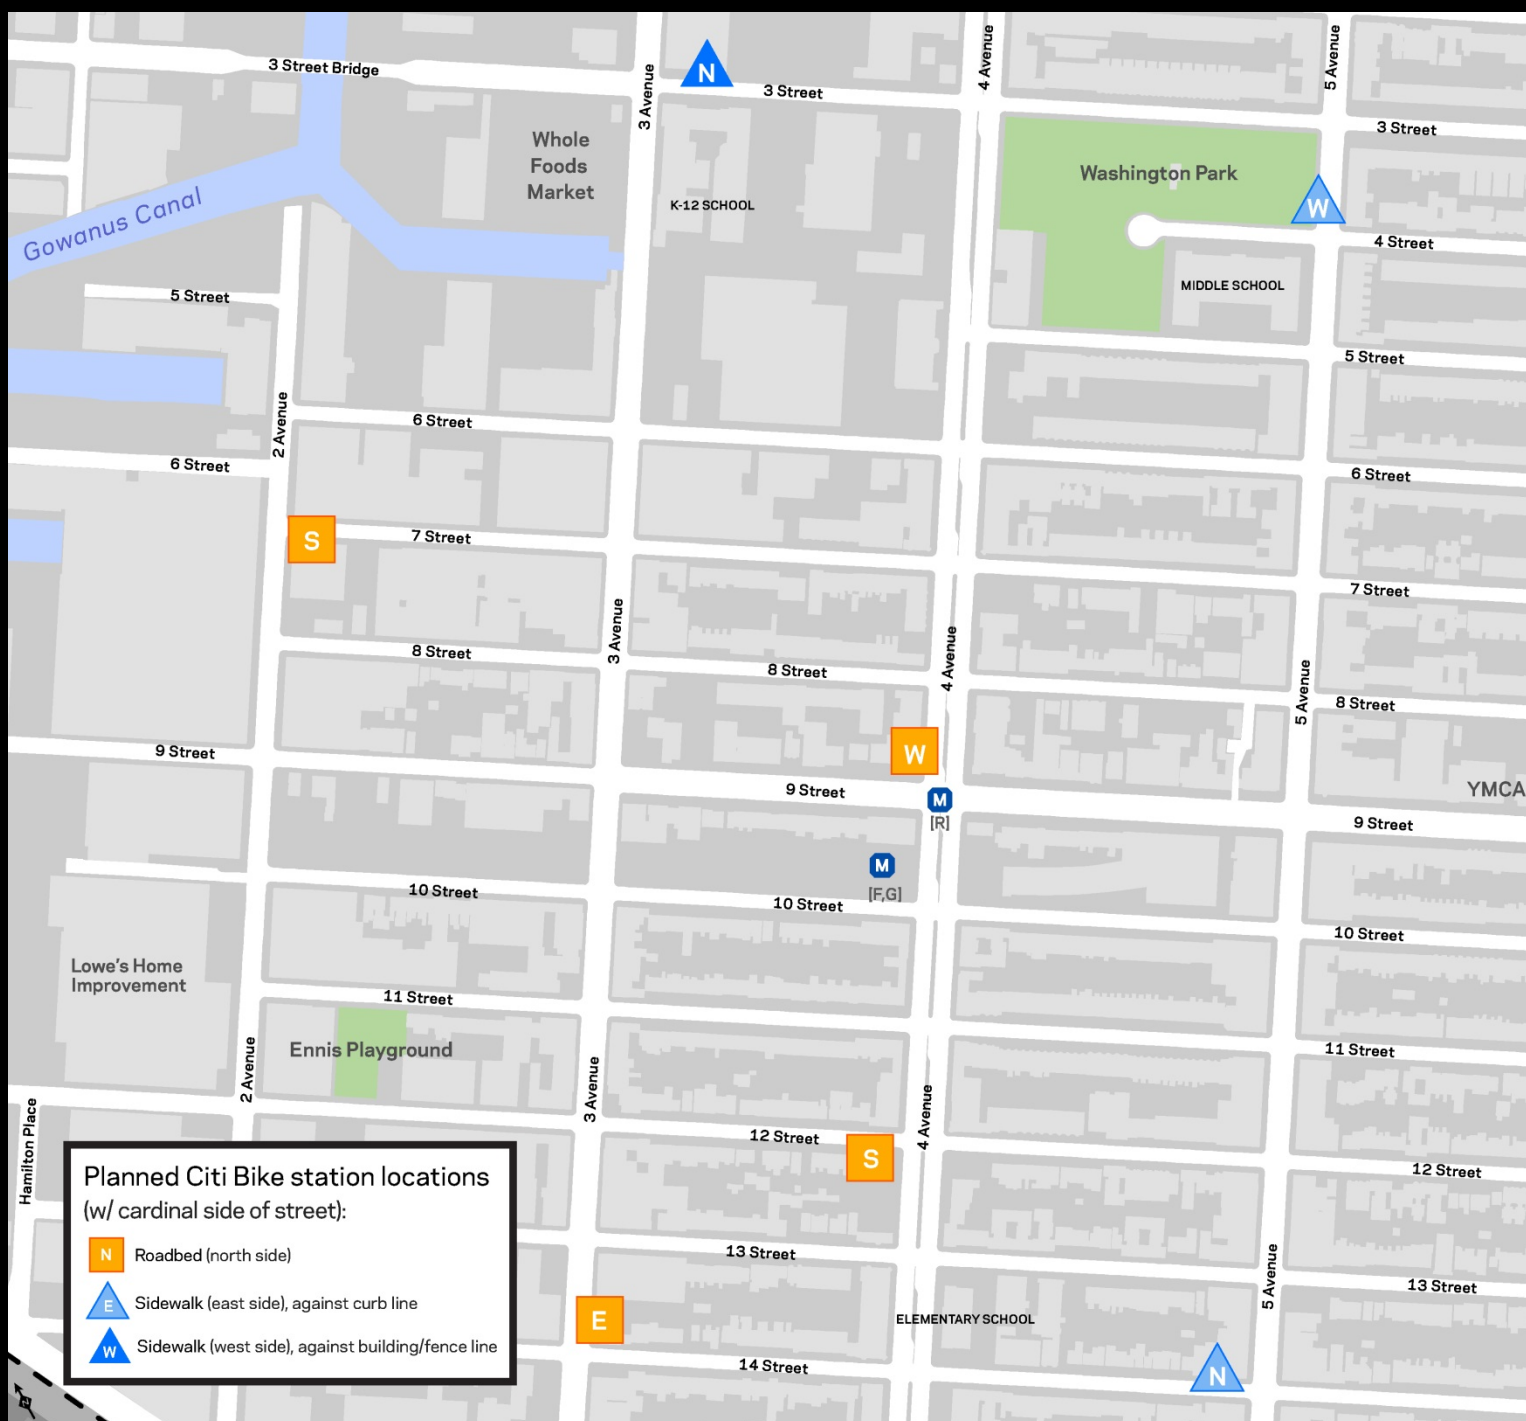 3 Street Bridge
3 Avenue
N
3 Street
4 Avenue
5 Avenue
3 Street
Whole
Foods
Market
K-12 SCHOOL
Washington Park
W
4 Street
Gowanus Canal
MIDDLE SCHOOL
5 Street
5 Street
2 Avenue
6 Street
6 Street
6 Street
S
7 Street
7 Street
3 Avenue
8 Street
8 Street
4 Avenue
5 Avenue
8 Street
W
9 Street
9 Street
M
[R]
YMCA
9 Street
M
[F,G]
10 Street
10 Street
10 Street
Lowe's Home
Improvement
11 Street
Ennis Playground
11 Street
2 Avenue
3 Avenue
4 Avenue
Hamilton Place
12 Street
S
12 Street
13 Street
5 Avenue
13 Street
E
ELEMENTARY SCHOOL
14 Street
N
Planned Citi Bike station locations
(w/ cardinal side of street):
N Roadbed (north side)
E Sidewalk (east side), against curb line
W Sidewalk (west side), against building/fence line